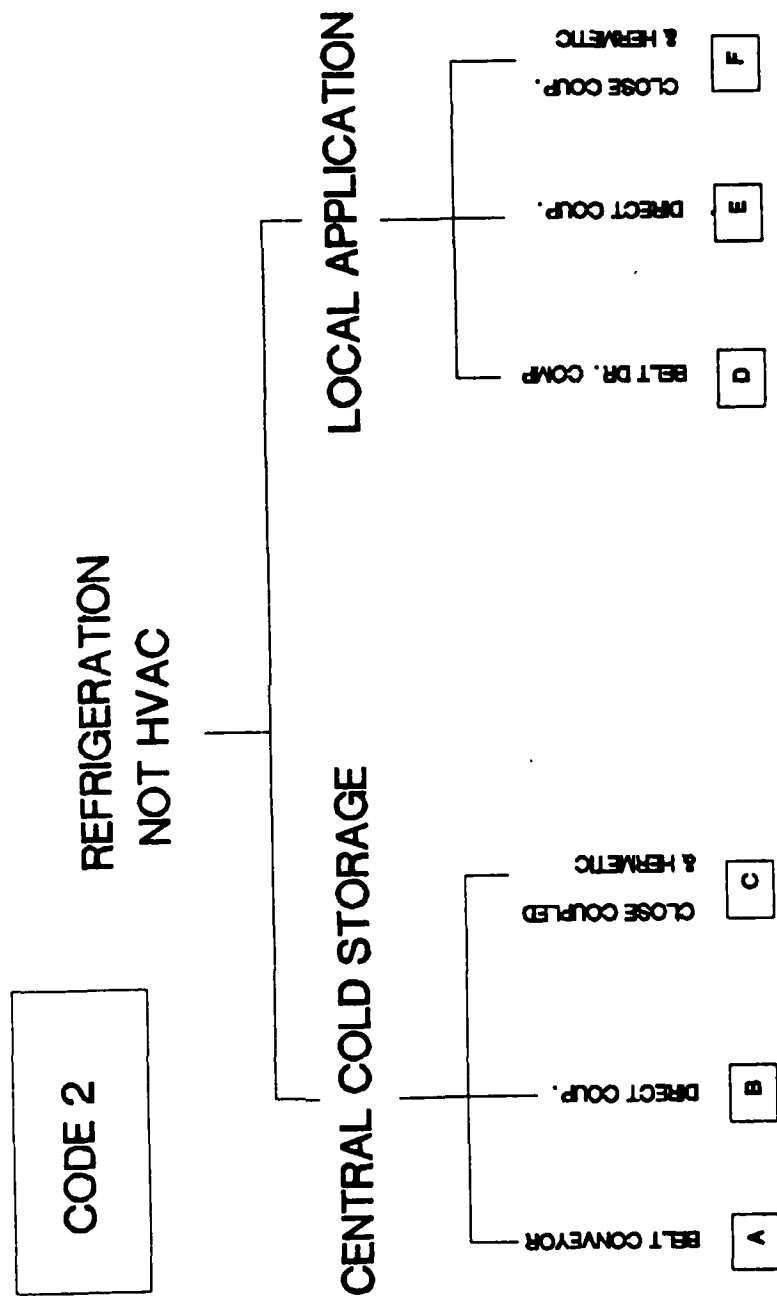 CODE 2
REFRIGERATION
NOT HVAC
CENTRAL COLD STORAGE
BELT CONVEYOR
A
DIRECT COUP.
B
CLOSE COUPLED
& HERMETIC
C
LOCAL APPLICATION
BELT DR. COMP
D
DIRECT COUP.
E
CLOSE COUP.
& HERMETIC
F